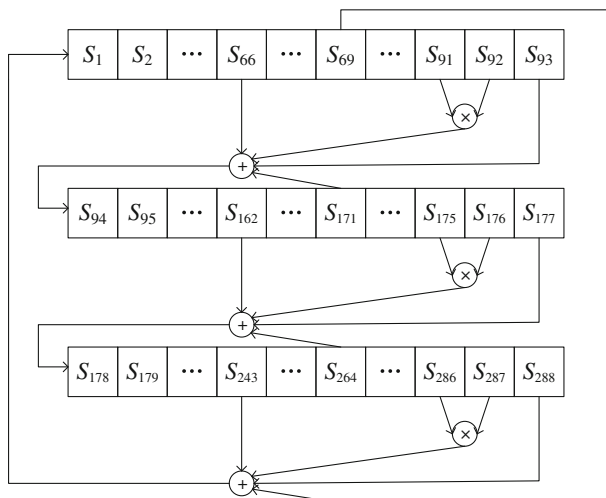 S₁ S₂ ··· S₆₆ ··· S₆₉ ··· S₉₁ S₉₂ S₉₃
×
+
S₉₄ S₉₅ ··· S₁₆₂ ··· S₁₇₁ ··· S₁₇₅ S₁₇₆ S₁₇₇
×
+
S₁₇₈ S₁₇₉ ··· S₂₄₃ ··· S₂₆₄ ··· S₂₈₆ S₂₈₇ S₂₈₈
×
+